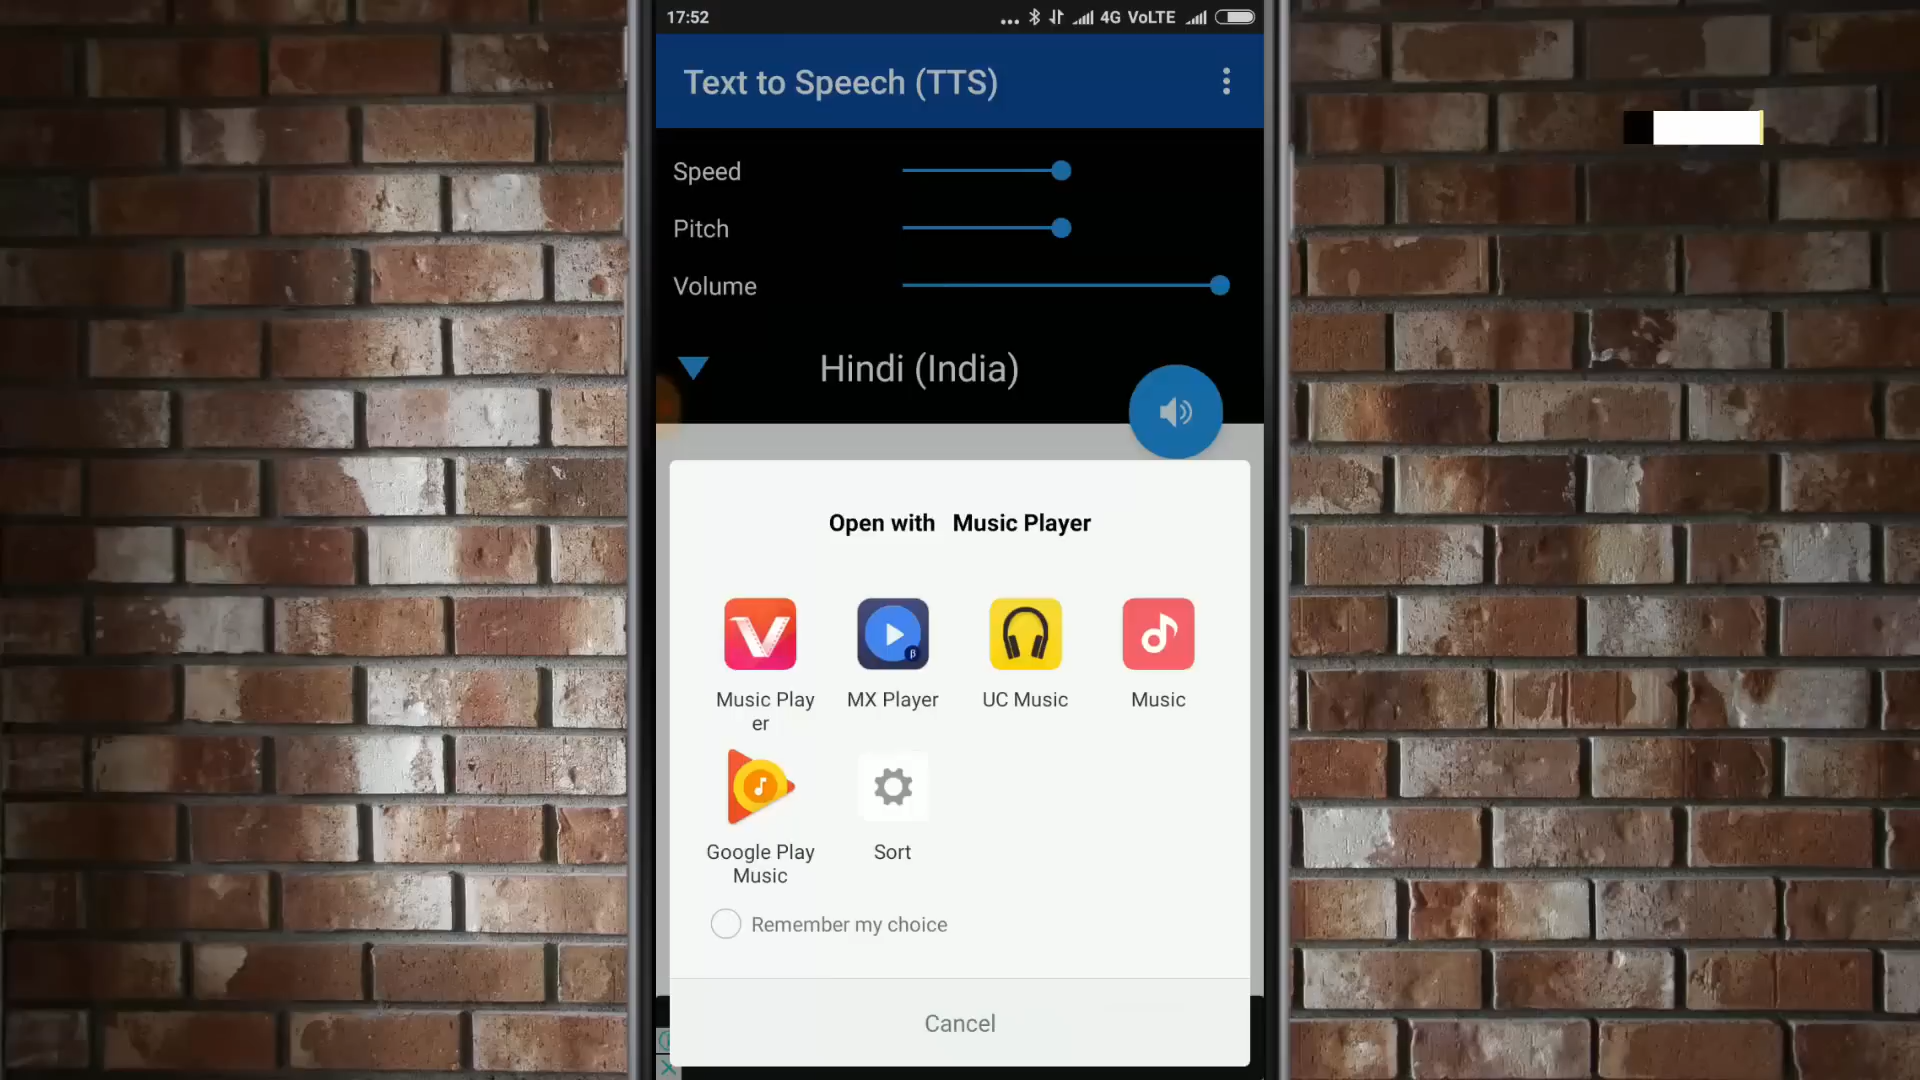 17:52
4G VoLTE
Text to Speech (TTS)
Speed
Pitch
Volume
Hindi (India)
Open with Music Player
Music Play
er
MX Player
UC Music
Music
Google Play
Music
Sort
Remember my choice
Cancel